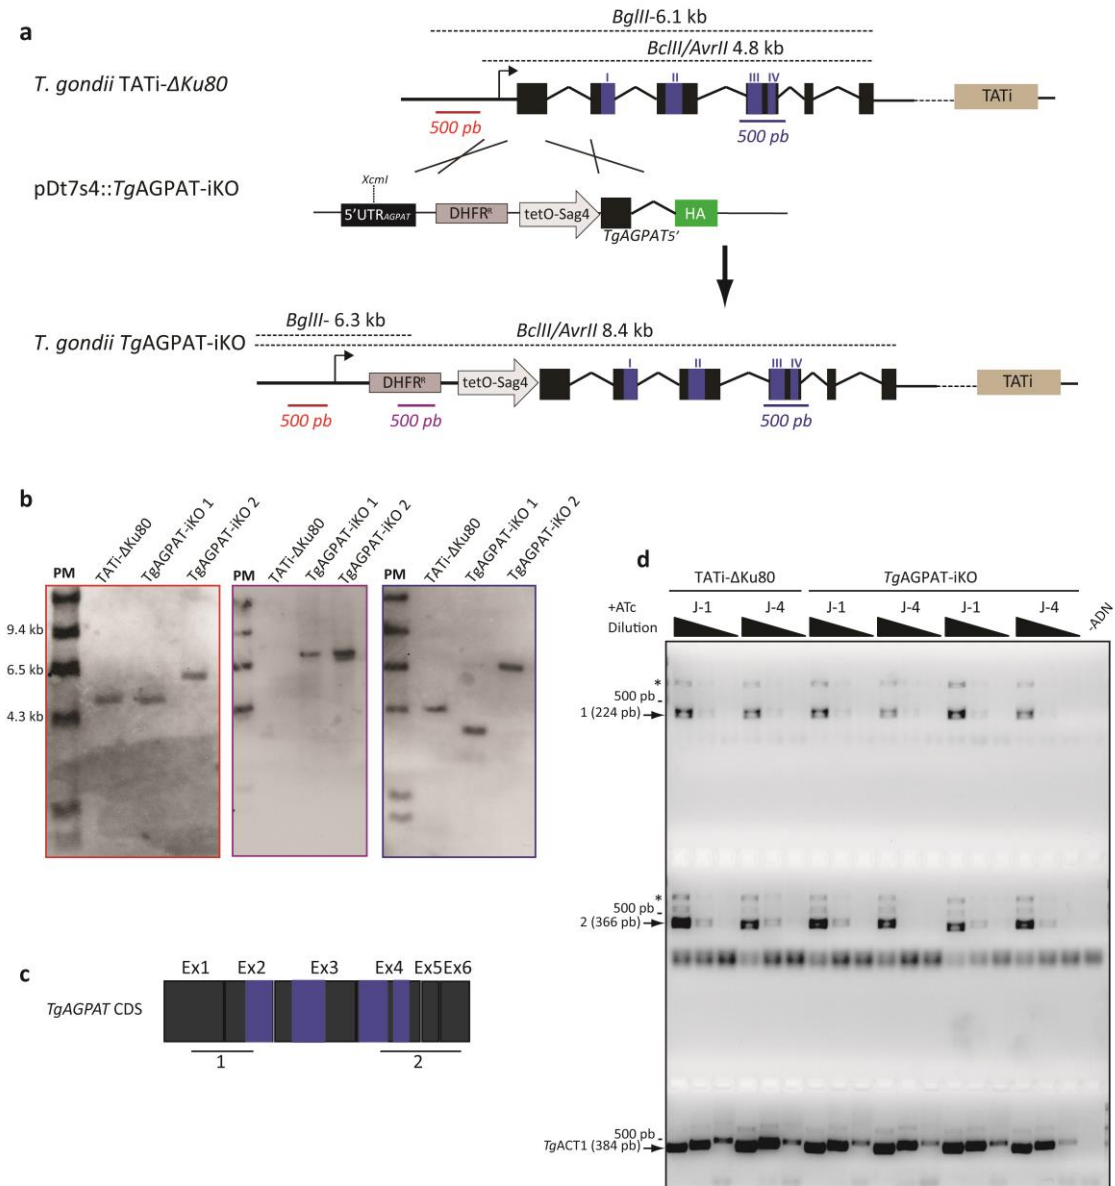 a
BglII-6.1 kb
BclII/AvrII 4.8 kb
T. gondii TATi-ΔKu80
I II III IV
TATi
500 pb
500 pb
pDt7s4::TgAGPAT-iKO
XcmI
5'UTRAGPAT
DHFRᴿ
tetO-Sag4
HA
TgAGPAT5'
BglII- 6.3 kb
BclII/AvrII 8.4 kb
T. gondii TgAGPAT-iKO
I II III IV
DHFRᴿ
tetO-Sag4
TATi
500 pb
500 pb
500 pb
b
PM TATi-ΔKu80 TgAGPAT-iKO 1 TgAGPAT-iKO 2
PM TATi-ΔKu80 TgAGPAT-iKO 1 TgAGPAT-iKO 2
PM TATi-ΔKu80 TgAGPAT-iKO 1 TgAGPAT-iKO 2
9.4 kb
6.5 kb
4.3 kb
c
Ex1 Ex2 Ex3 Ex4 Ex5 Ex6
TgAGPAT CDS
1 2
d
TATi-ΔKu80 TgAGPAT-iKO
+ATc J-1 J-4 J-1 J-4 J-1 J-4 -ADN
Dilution
*
500 pb -
1 (224 pb)
*
500 pb -
2 (366 pb)
500 pb -
TgACT1 (384 pb)